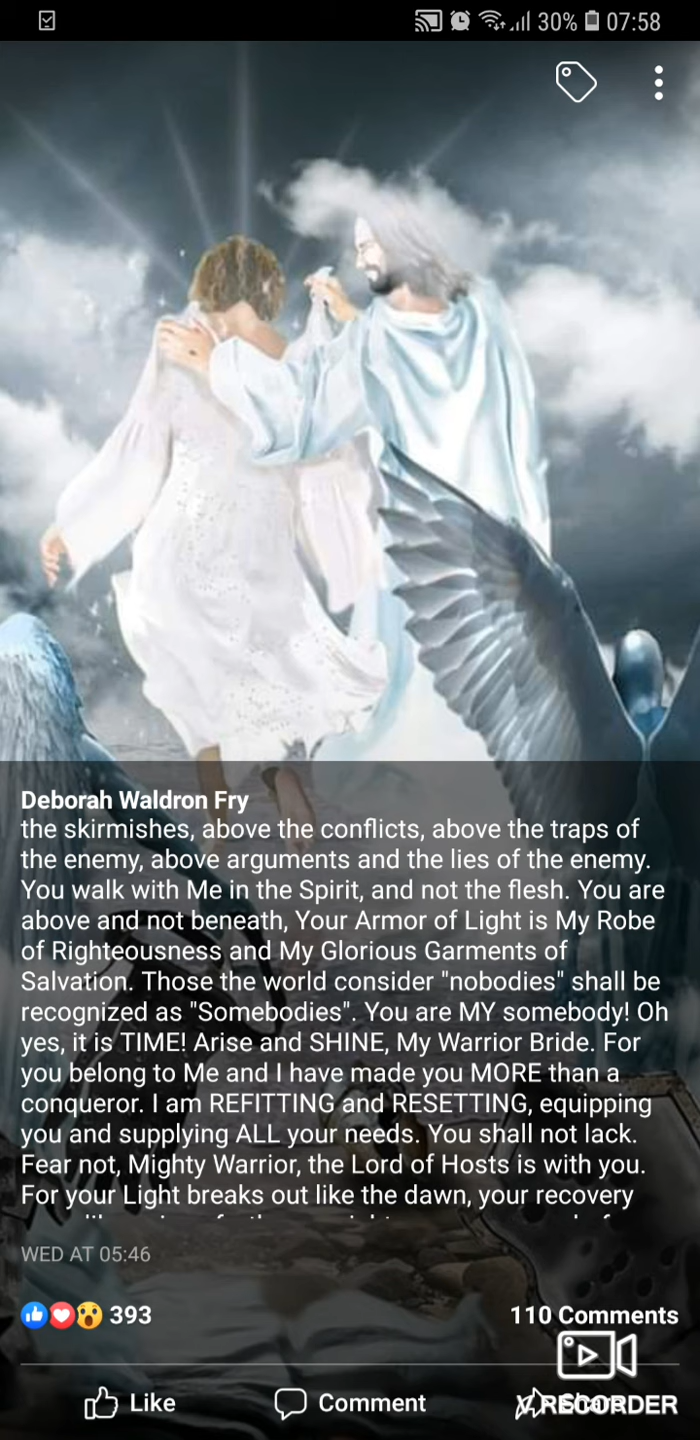 30% 07:58
Deborah Waldron Fry
the skirmishes, above the conflicts, above the traps of
the enemy, above arguments and the lies of the enemy.
You walk with Me in the Spirit, and not the flesh. You are
above and not beneath, Your Armor of Light is My Robe
of Righteousness and My Glorious Garments of
Salvation. Those the world consider "nobodies" shall be
recognized as "Somebodies". You are MY somebody! Oh
yes, it is TIME! Arise and SHINE, My Warrior Bride. For
you belong to Me and I have made you MORE than a
conqueror. I am REFITTING and RESETTING, equipping
you and supplying ALL your needs. You shall not lack.
Fear not, Mighty Warrior, the Lord of Hosts is with you.
For your Light breaks out like the dawn, your recovery
WED AT 05:46
393 110 Comments
Like Comment Share
V RECORDER